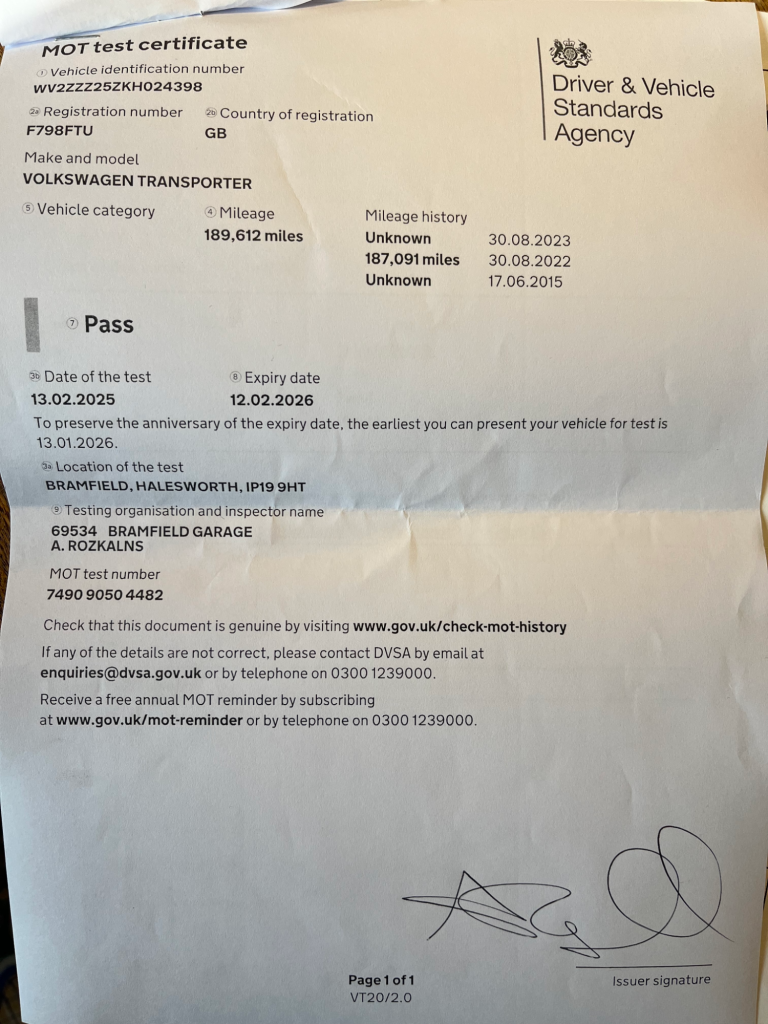 MOT test certificate
1 Vehicle identification number
WV2ZZZ25ZKH024398
2a Registration number 2b Country of registration
F798FTU GB
Make and model
VOLKSWAGEN TRANSPORTER
5 Vehicle category 4 Mileage Mileage history
189,612 miles Unknown 30.08.2023
187,091 miles 30.08.2022
Unknown 17.06.2015
Driver & Vehicle
Standards
Agency
7 Pass
3b Date of the test 8 Expiry date
13.02.2025 12.02.2026
To preserve the anniversary of the expiry date, the earliest you can present your vehicle for test is
13.01.2026.
3a Location of the test
BRAMFIELD, HALESWORTH, IP19 9HT
9 Testing organisation and inspector name
69534 BRAMFIELD GARAGE
A. ROZKALNS
MOT test number
7490 9050 4482
Check that this document is genuine by visiting www.gov.uk/check-mot-history
If any of the details are not correct, please contact DVSA by email at
enquiries@dvsa.gov.uk or by telephone on 0300 1239000.
Receive a free annual MOT reminder by subscribing
at www.gov.uk/mot-reminder or by telephone on 0300 1239000.
Issuer signature
Page 1 of 1
VT20/2.0